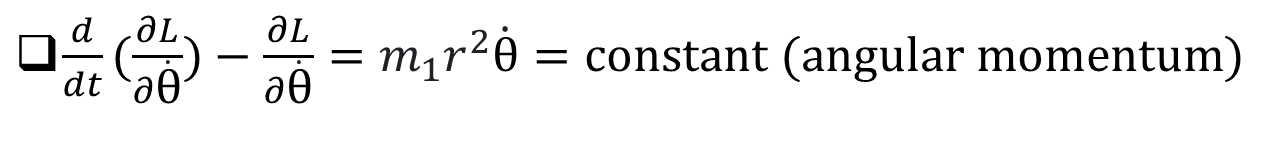 ❑ d/dt (∂L/∂θ̇) − ∂L/∂θ̇ = m₁r²θ̇ = constant (angular momentum)